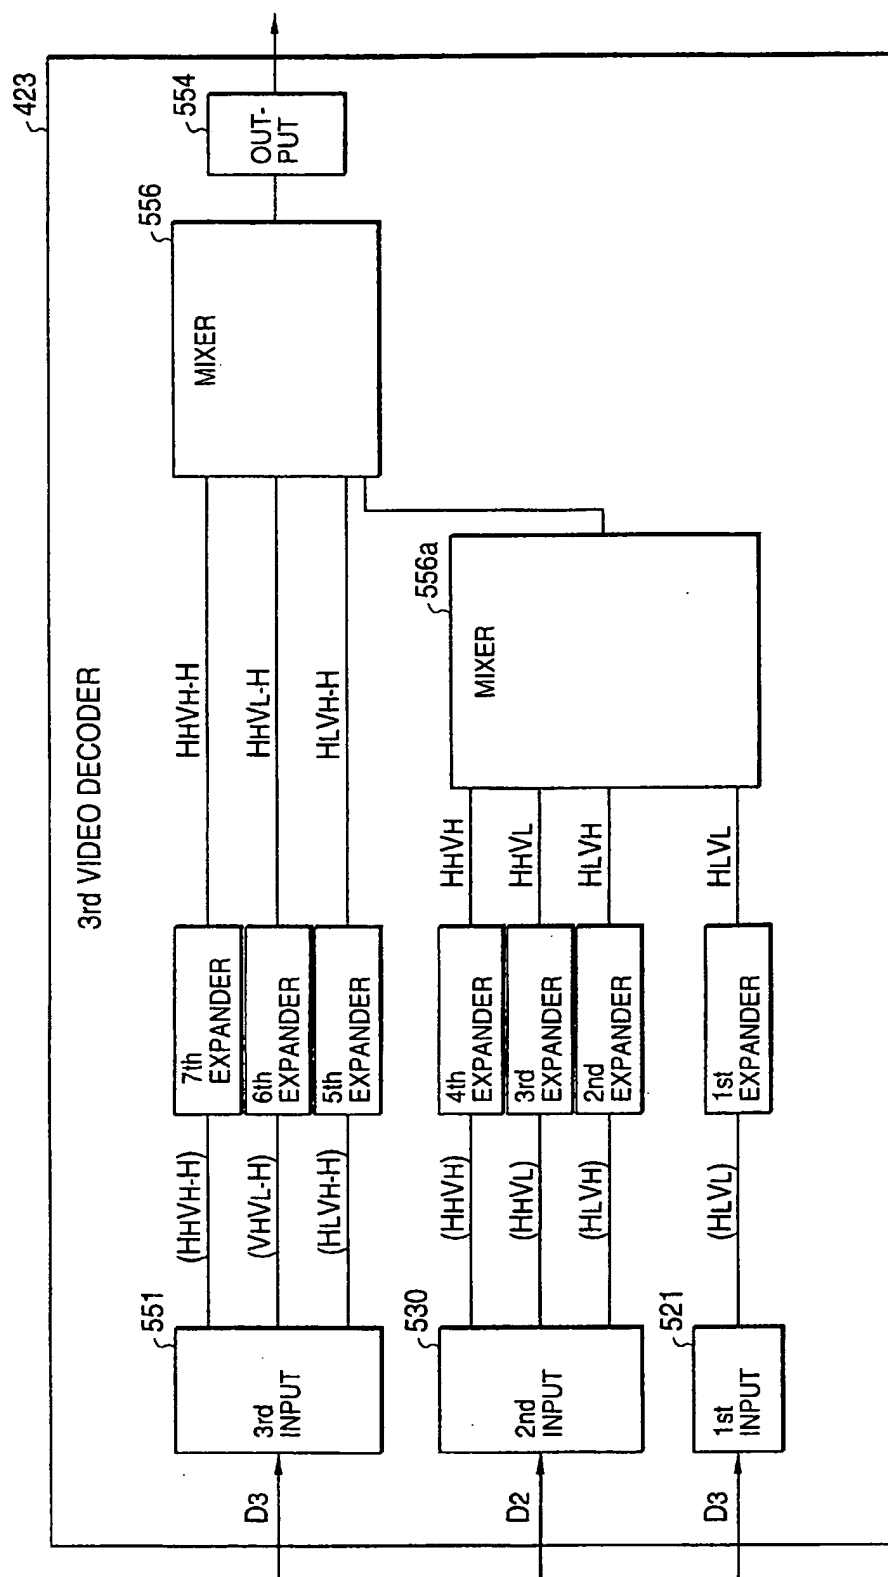 423
3rd VIDEO DECODER
D3
3rd
INPUT
551
(HHVH-H)
(VHVL-H)
(HLVH-H)
7th
EXPANDER
6th
EXPANDER
5th
EXPANDER
HHVH-H
HHVL-H
HLVH-H
MIXER
556
OUT-
PUT
554
D2
2nd
INPUT
530
(HHVH)
(HHVL)
(HLVH)
4th
EXPANDER
3rd
EXPANDER
2nd
EXPANDER
HHVH
HHVL
HLVH
MIXER
556a
D3
1st
INPUT
521
(HLVL)
1st
EXPANDER
HLVL